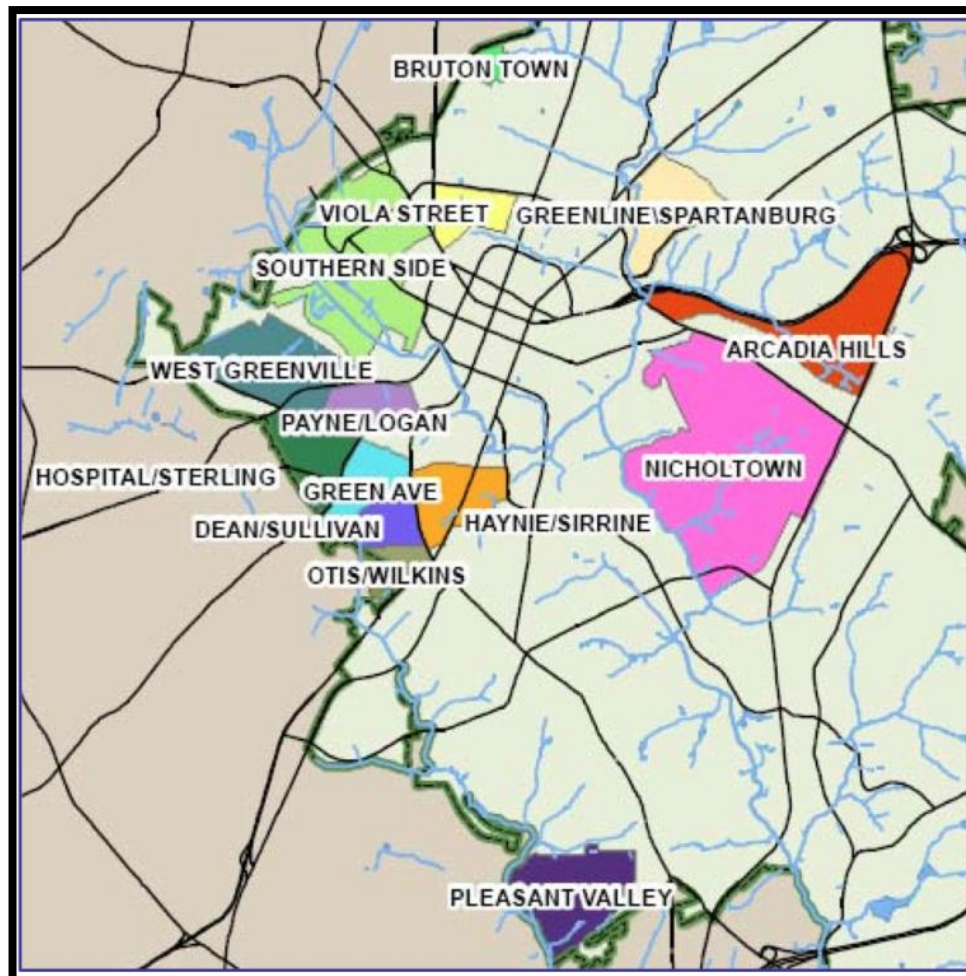 BRUTON TOWN
VIOLA STREET
GREENLINE\SPARTANBURG
SOUTHERN SIDE
ARCADIA HILLS
WEST GREENVILLE
PAYNE/LOGAN
NICHOLTOWN
HOSPITAL/STERLING
GREEN AVE
DEAN/SULLIVAN
HAYNIE/SIRRINE
OTIS/WILKINS
PLEASANT VALLEY